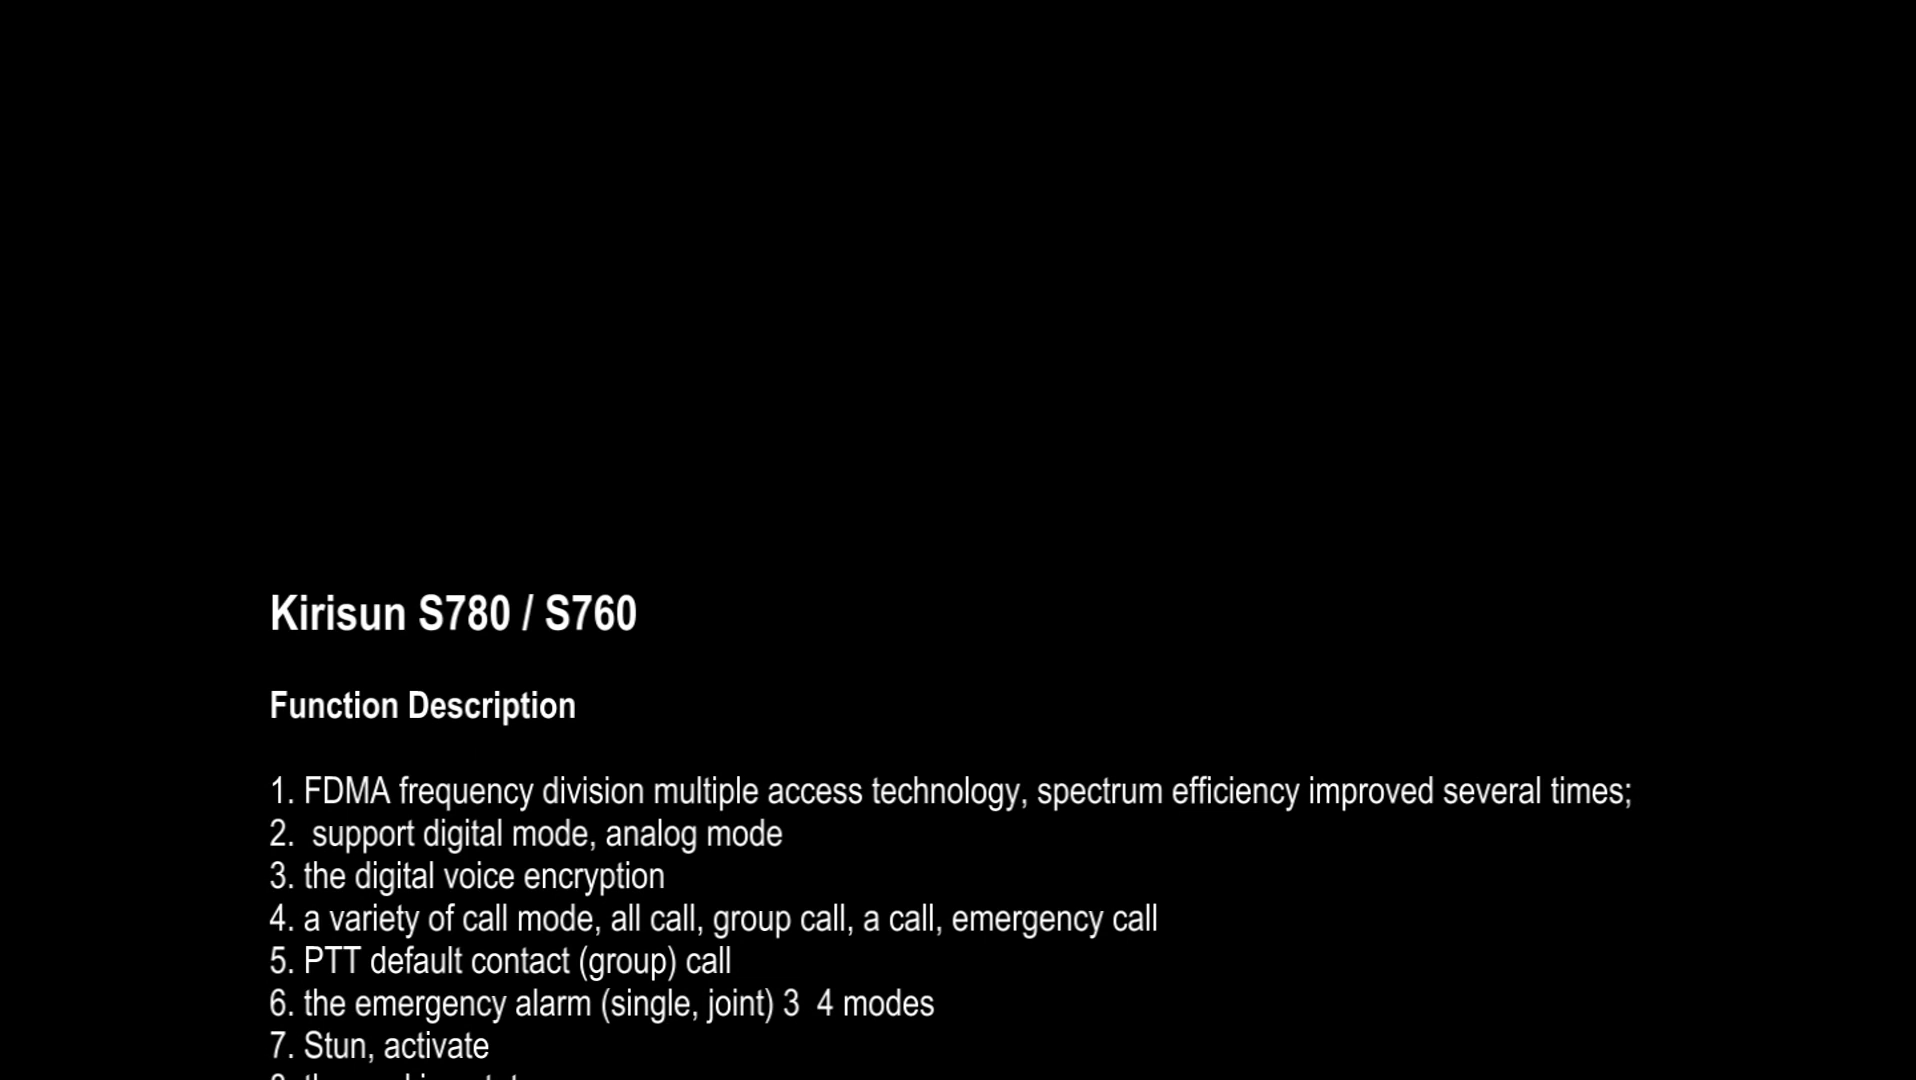 Kirisun S780 / S760
Function Description
1. FDMA frequency division multiple access technology, spectrum efficiency improved several times;
2.  support digital mode, analog mode
3. the digital voice encryption
4. a variety of call mode, all call, group call, a call, emergency call
5. PTT default contact (group) call
6. the emergency alarm (single, joint) 3  4 modes
7. Stun, activate